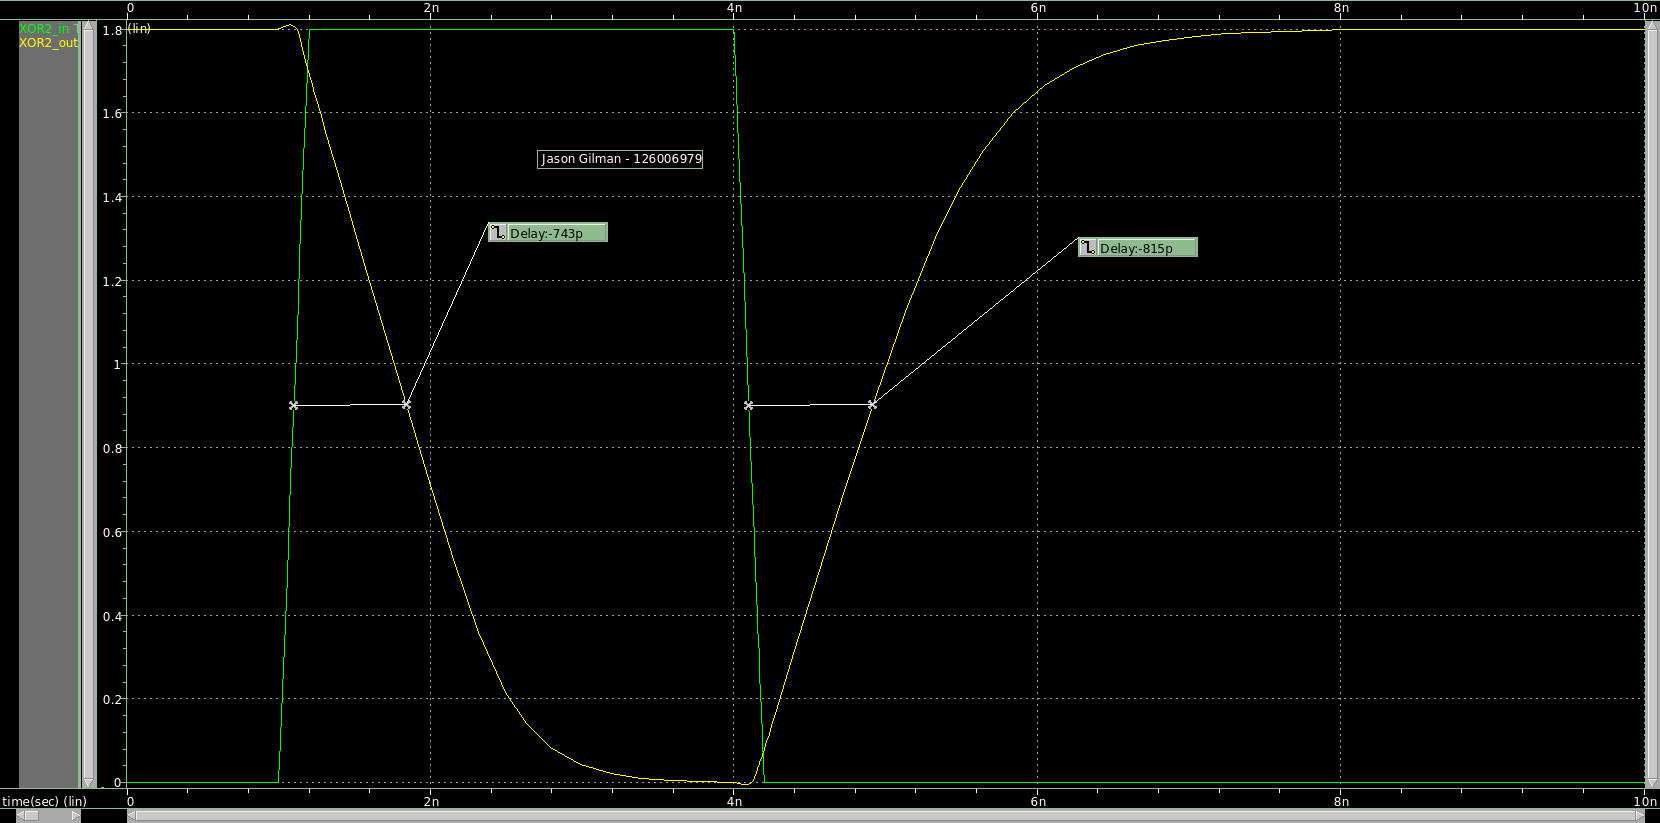 0 2n 4n 6n 8n 10n
XOR2_in
XOR2_out
1.8 (lin)
1.6
Jason Gilman - 126006979
1.4
Delay:-743p
Delay:-815p
1.2
1
0.8
0.6
0.4
0.2
0
time(sec) (lin) 0 2n 4n 6n 8n 10n